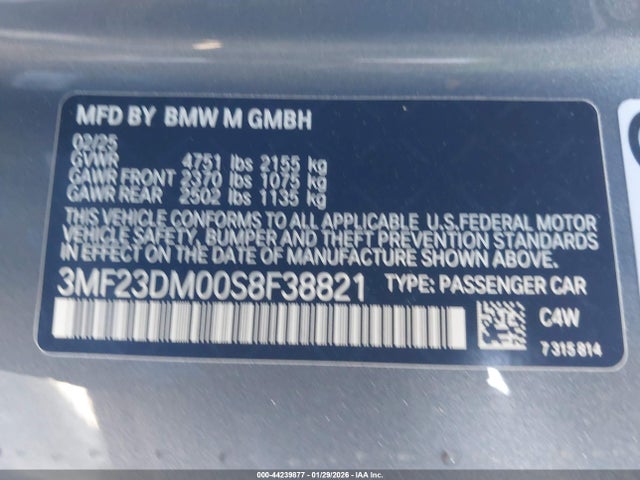 MFD BY BMW M GMBH
02/25
GVWR 4751 lbs 2155 kg
GAWR FRONT 2370 lbs 1075 kg
GAWR REAR 2502 lbs 1135 kg
THIS VEHICLE CONFORMS TO ALL APPLICABLE U.S.FEDERAL MOTOR
VEHICLE SAFETY, BUMPER AND THEFT PREVENTION STANDARDS
IN EFFECT ON THE DATE OF MANUFACTURE SHOWN ABOVE.
3MF23DM00S8F38821 TYPE: PASSENGER CAR
C4W
7 315 814
000-44239877 - 01/29/2026 - IAA Inc.